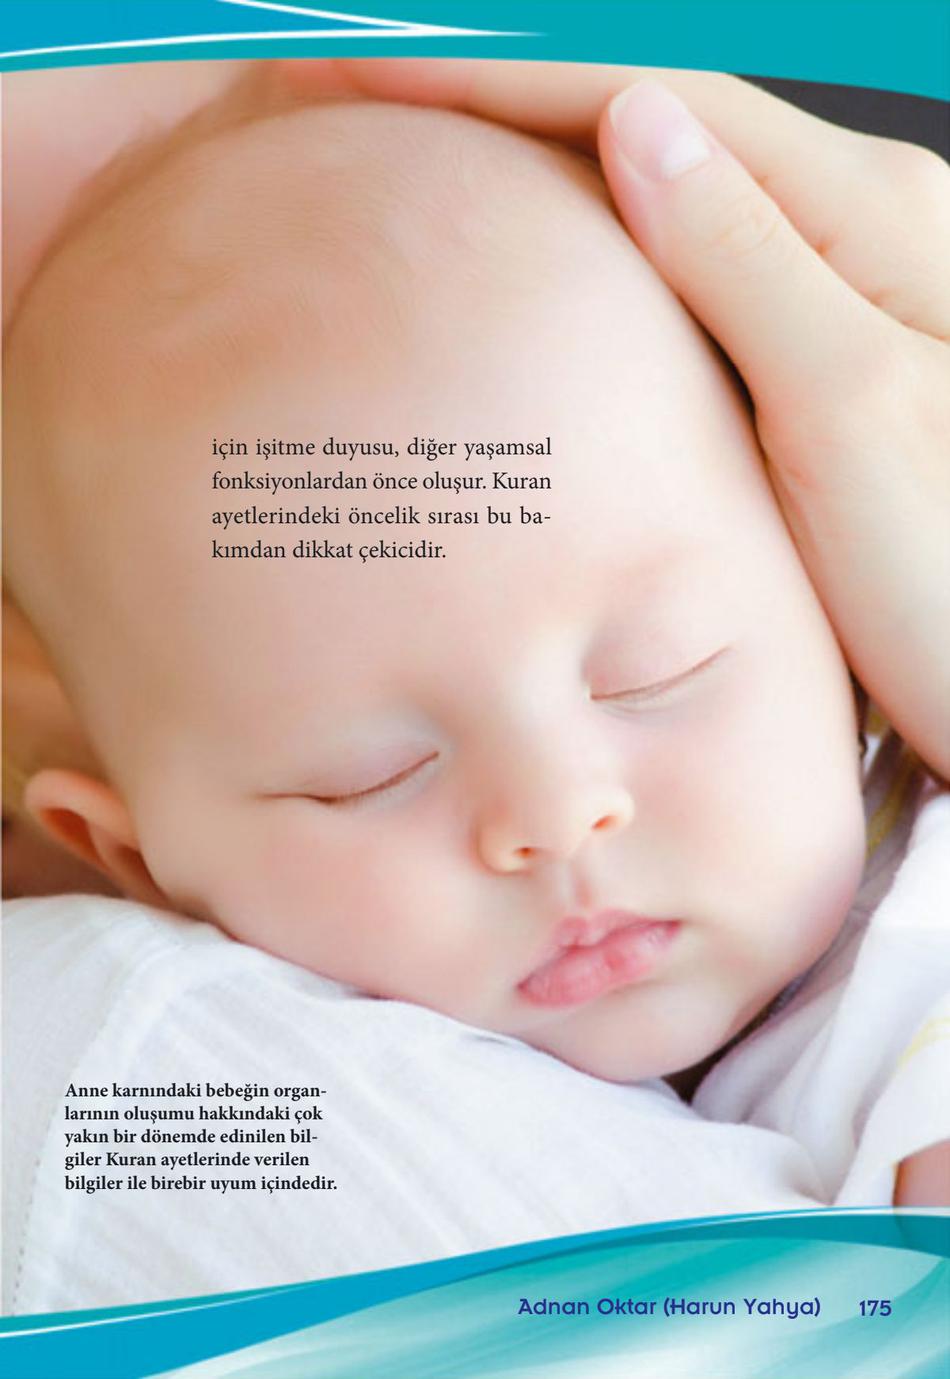 için işitme duyusu, diğer yaşamsal
fonksiyonlardan önce oluşur. Kuran
ayetlerindeki öncelik sırası bu ba-
kımdan dikkat çekicidir.
Anne karnındaki bebeğin organ-
larının oluşumu hakkındaki çok
yakın bir dönemde edinilen bil-
giler Kuran ayetlerinde verilen
bilgiler ile birebir uyum içindedir.
Adnan Oktar (Harun Yahya) 175